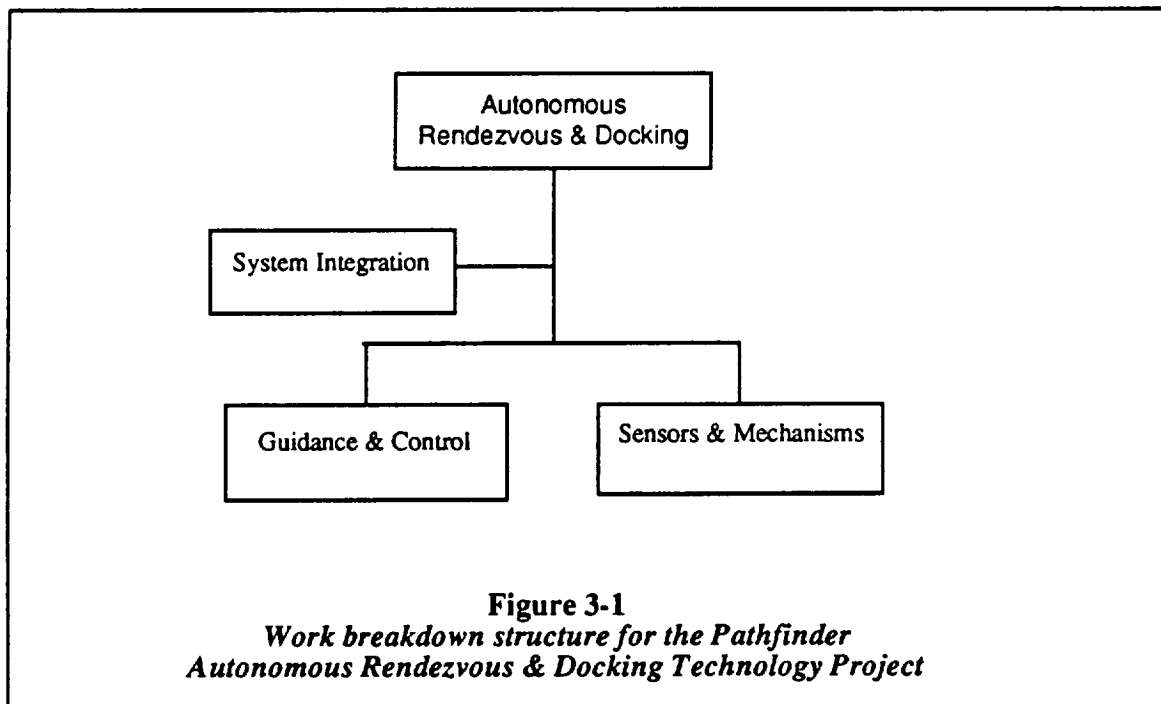 Autonomous
Rendezvous & Docking
System Integration
Guidance & Control
Sensors & Mechanisms
Figure 3-1
Work breakdown structure for the Pathfinder
Autonomous Rendezvous & Docking Technology Project